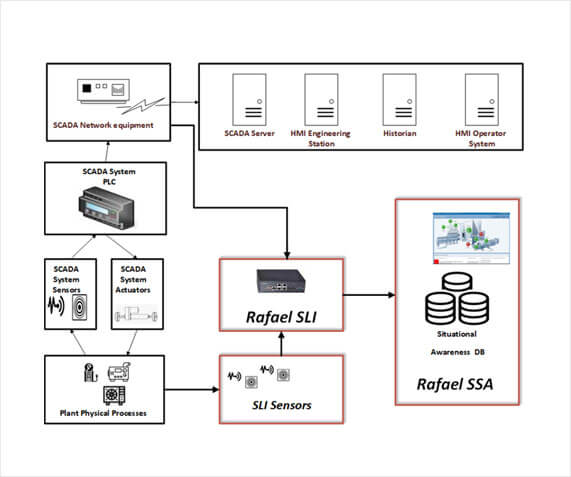 SCADA Network equipment
SCADA Server
HMI Engineering
Station
Historian
HMI Operator
System
SCADA System
PLC
SCADA
System
Sensors
SCADA
System
Actuators
Rafael SLI
Situational
Awareness DB
Rafael SSA
SLI Sensors
Plant Physical Processes